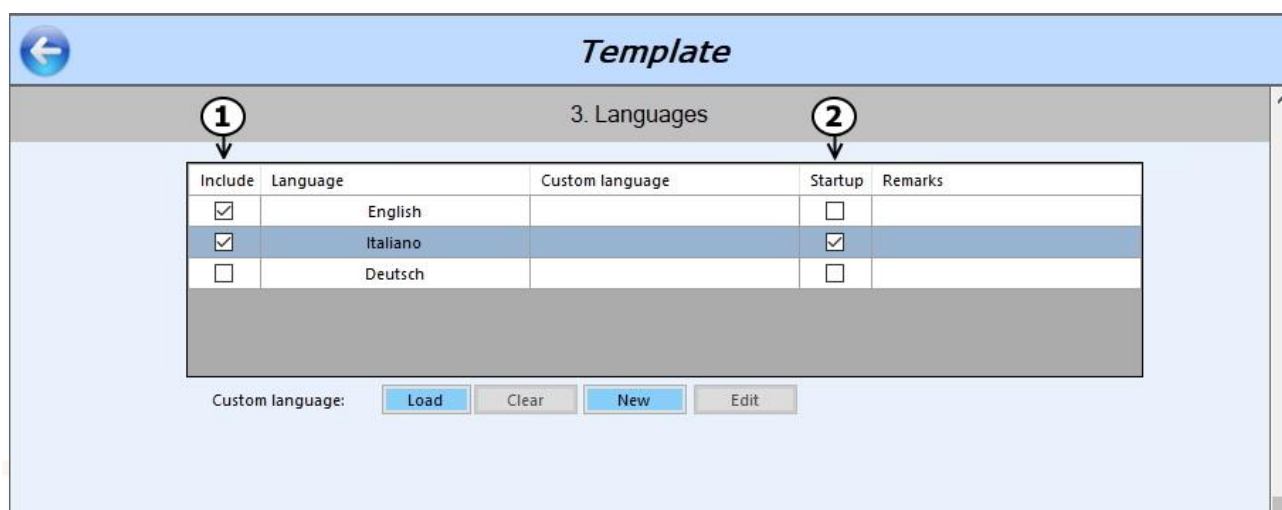 Template
3. Languages
1 2
Include Language Custom language Startup Remarks
English
Italiano
Deutsch
Custom language: Load Clear New Edit